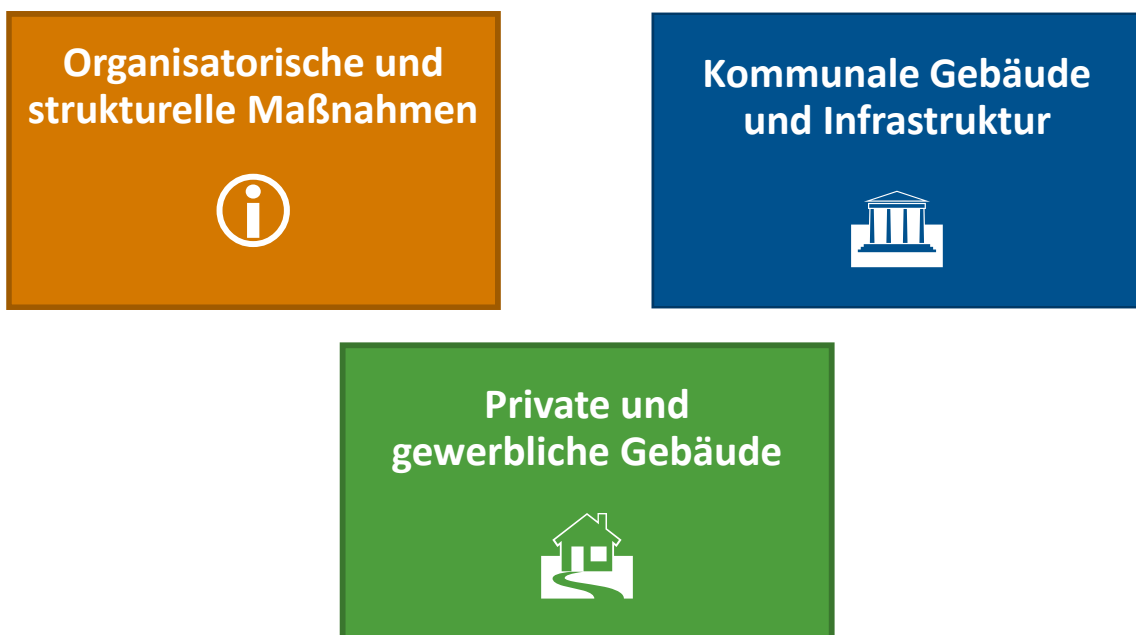 Organisatorische und
strukturelle Maßnahmen
Kommunale Gebäude
und Infrastruktur
Private und
gewerbliche Gebäude